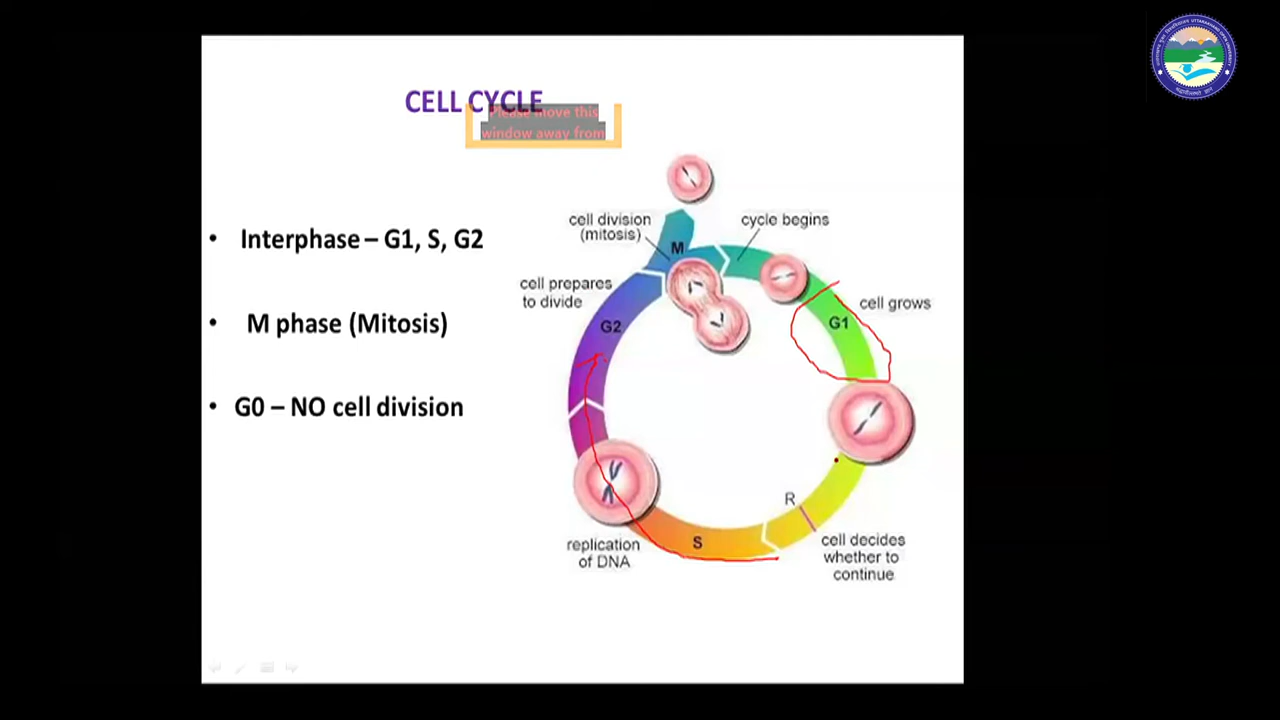 CELL CYCLE
Please move this
window away from
• Interphase – G1, S, G2
• M phase (Mitosis)
• G0 – NO cell division
cell division
(mitosis)
cycle begins
M
cell prepares
to divide
cell grows
G2
G1
R
S
cell decides
whether to
continue
replication
of DNA